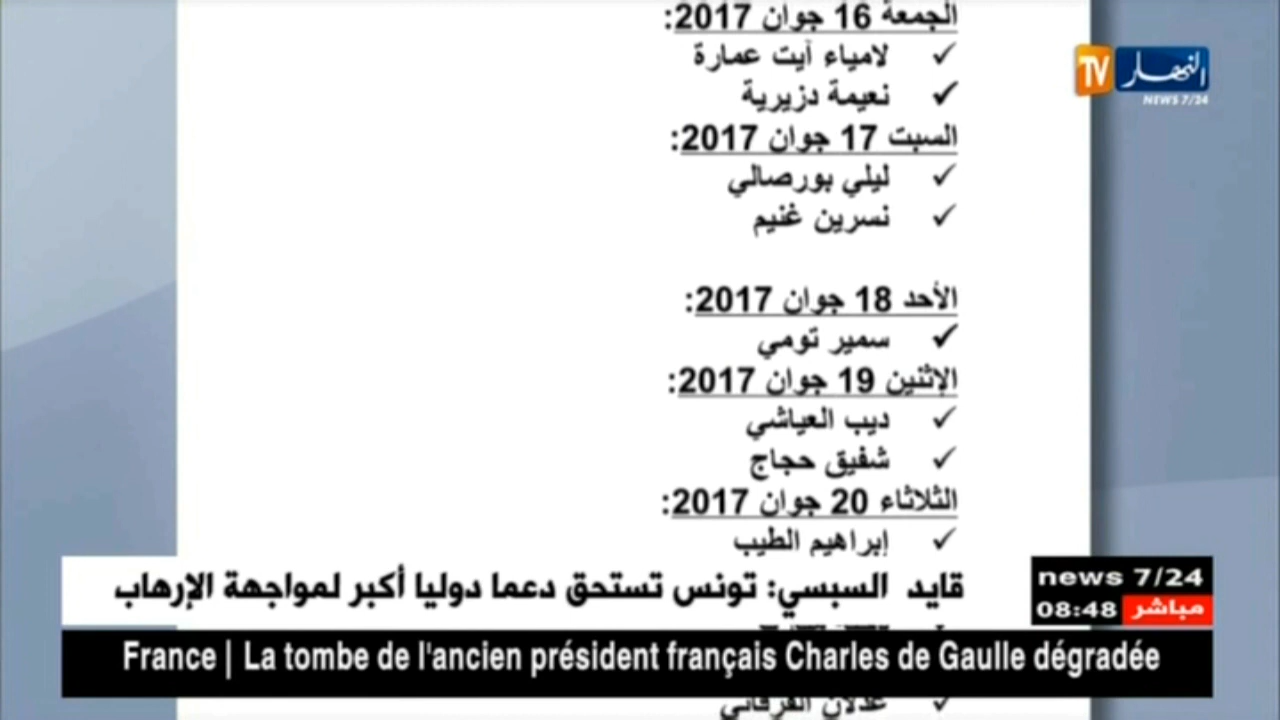 الجمعة 16 جوان 2017:
✓ لامياء آيت عمارة
✓ نعيمة دزيرية
السبت 17 جوان 2017:
✓ ليلي بورصالي
✓ نسرين غنيم
الأحد 18 جوان 2017:
✓ سمير تومي
الإثنين 19 جوان 2017:
✓ ديب العياشي
✓ شفيق حجاج
الثلاثاء 20 جوان 2017:
✓ إبراهيم الطيب
النهار TV
NEWS 7/24
قايد السبسي: تونس تستحق دعما دوليا أكبر لمواجهة الإرهاب
news 7/24
08:48 مباشر
France | La tombe de l'ancien président français Charles de Gaulle dégradée
✓ عدلان الفرقاني